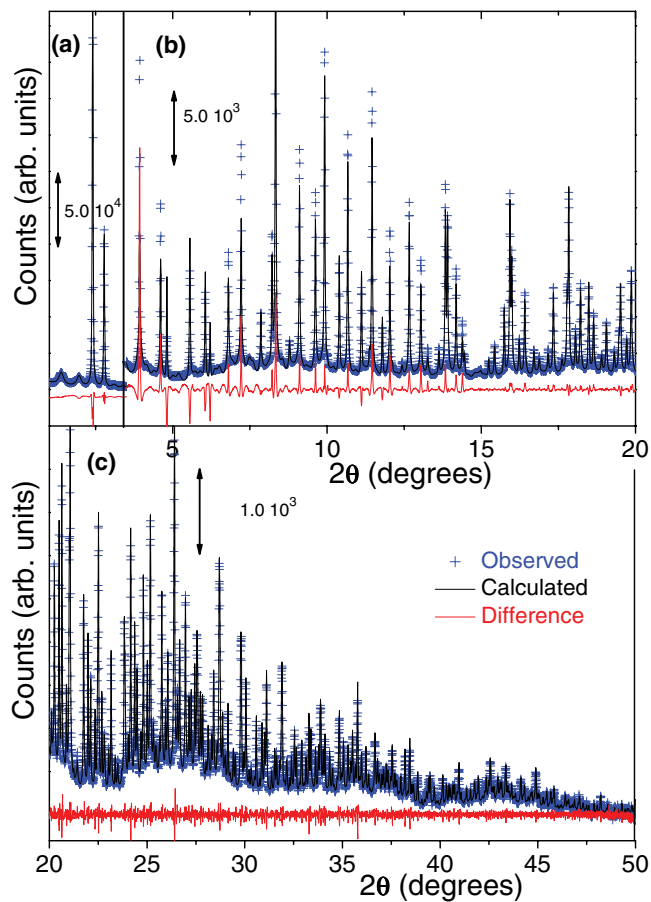 (a)
(b)
5.0 10³
5.0 10⁴
Counts (arb. units)
5 10 15 20
2θ (degrees)
(c)
1.0 10³
Observed
Calculated
Difference
Counts (arb. units)
20 25 30 35 40 45 50
2θ (degrees)